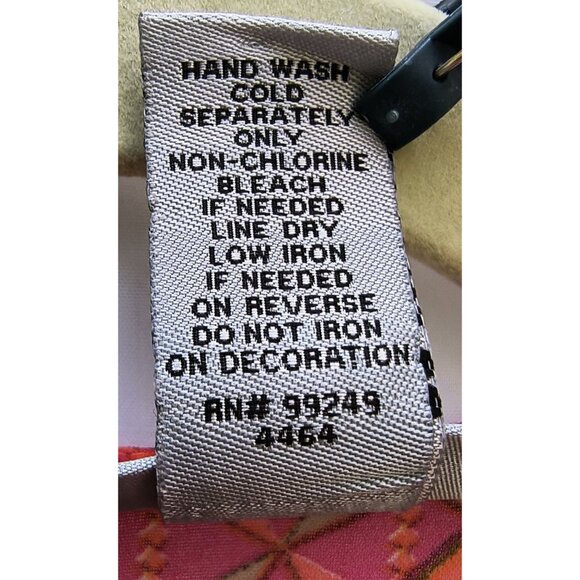 HAND WASH
COLD
SEPARATELY
ONLY
NON-CHLORINE
BLEACH
IF NEEDED
LINE DRY
LOW IRON
IF NEEDED
ON REVERSE
DO NOT IRON
ON DECORATION
RN# 99249
4464